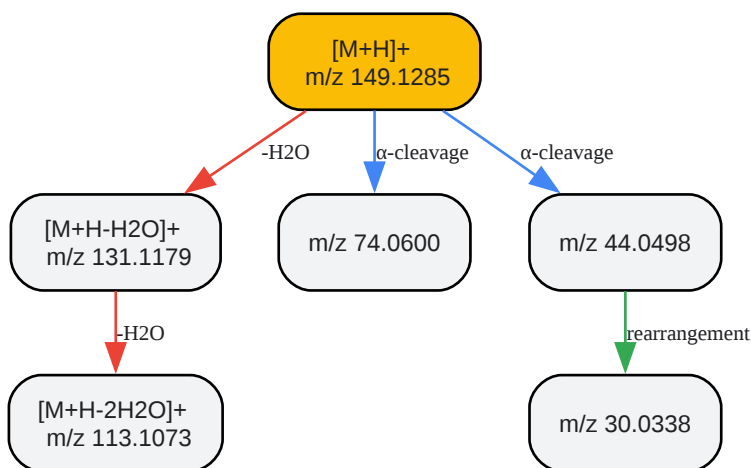 [M+H]+
m/z 149.1285
-H2O
α-cleavage
α-cleavage
[M+H-H2O]+
m/z 131.1179
m/z 74.0600
m/z 44.0498
-H2O
rearrangement
[M+H-2H2O]+
m/z 113.1073
m/z 30.0338